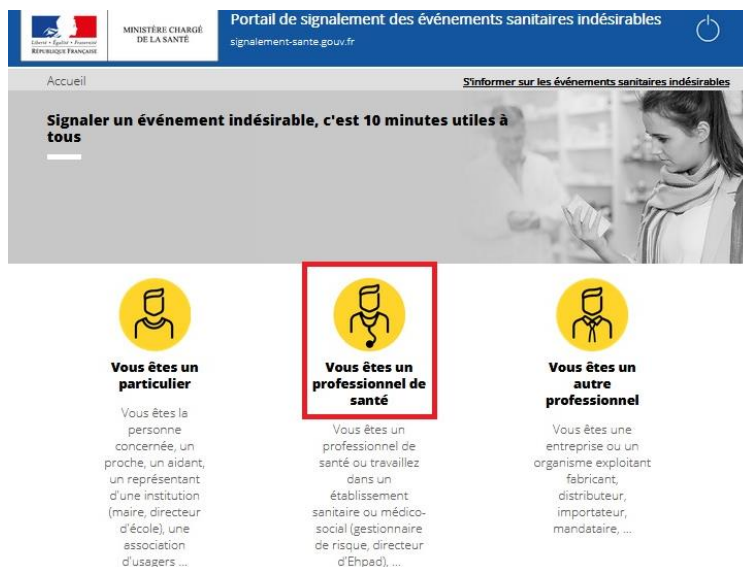 Liberté • Égalité • Fraternité
RÉPUBLIQUE FRANÇAISE
MINISTÈRE CHARGÉ
DE LA SANTÉ
Portail de signalement des événements sanitaires indésirables
signalement-sante.gouv.fr
Accueil
S'informer sur les événements sanitaires indésirables
Signaler un événement indésirable, c'est 10 minutes utiles à
tous
Vous êtes un
particulier
Vous êtes la
personne
concernée, un
proche, un aidant,
un représentant
d'une institution
(maire, directeur
d'école), une
association
d'usagers ...
Vous êtes un
professionnel de
santé
Vous êtes un
professionnel de
santé ou travaillez
dans un
établissement
sanitaire ou médico-
social (gestionnaire
de risque, directeur
d'Ehpad), ...
Vous êtes un
autre
professionnel
Vous êtes une
entreprise ou un
organisme exploitant
fabricant,
distributeur,
importateur,
mandataire, ...